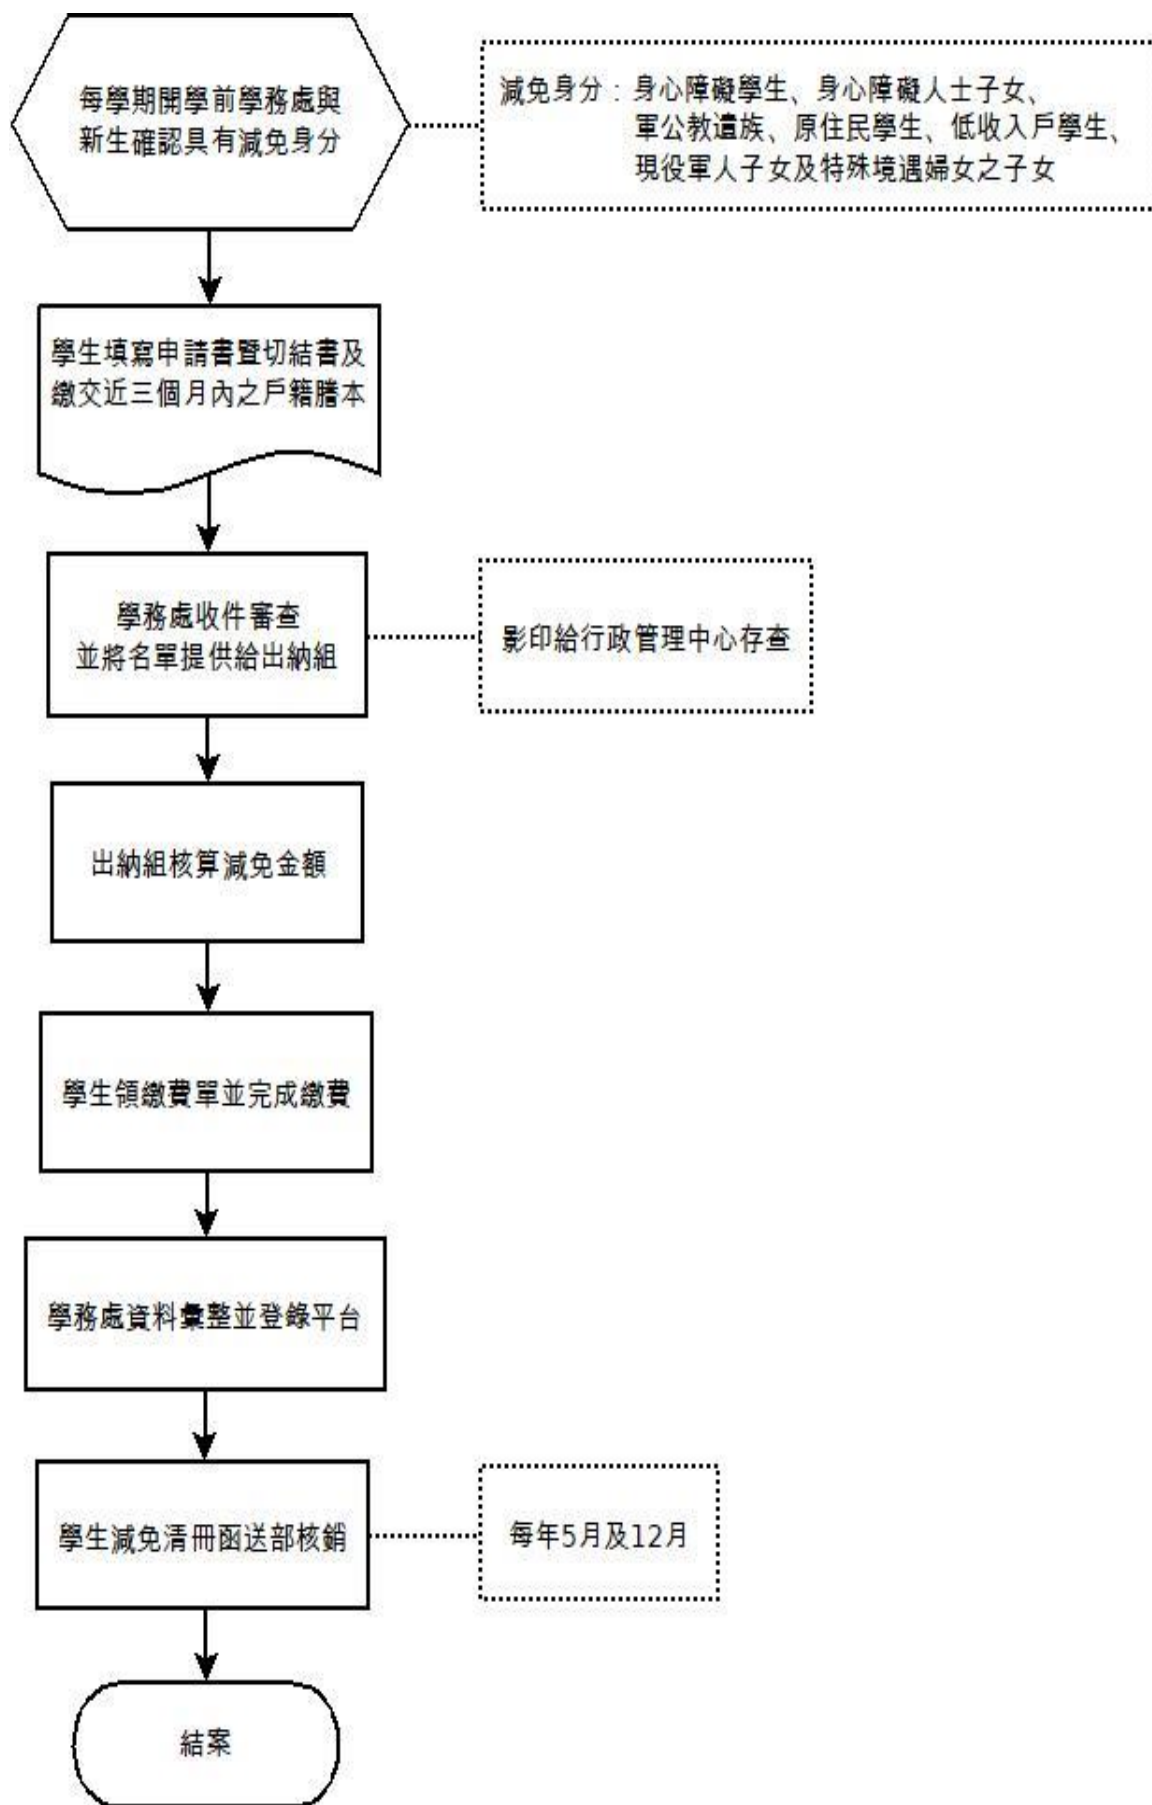 每學期開學前學務處與
新生確認具有減免身分
減免身分：身心障礙學生、身心障礙人士子女、
軍公教遺族、原住民學生、低收入戶學生、
現役軍人子女及特殊境遇婦女之子女
學生填寫申請書暨切結書及
繳交近三個月內之戶籍謄本
學務處收件審查
並將名單提供給出納組
影印給行政管理中心存查
出納組核算減免金額
學生領繳費單並完成繳費
學務處資料彙整並登錄平台
學生減免清冊函送部核銷
每年5月及12月
結案